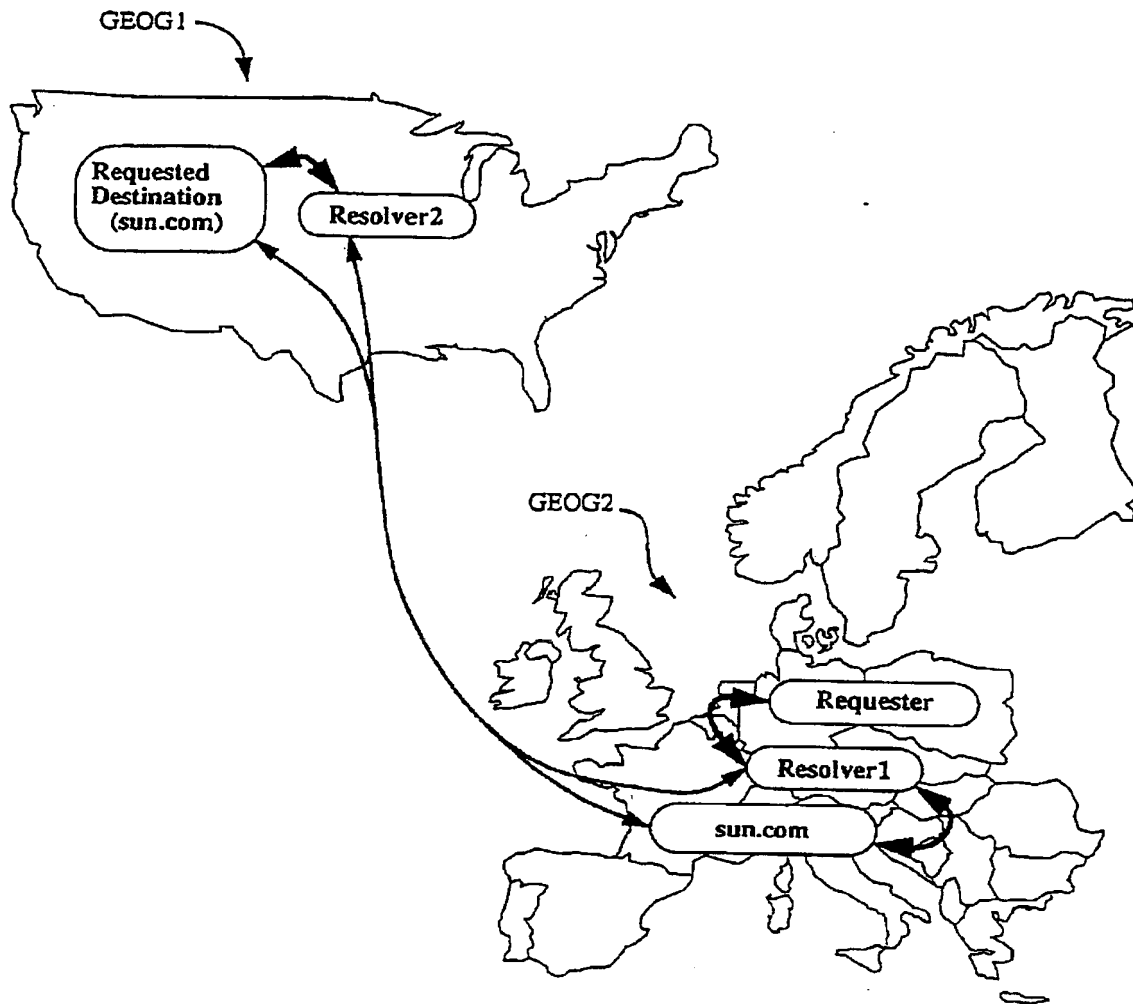 GEOG1
Requested
Destination
(sun.com)
Resolver2
GEOG2
Requester
Resolver1
sun.com